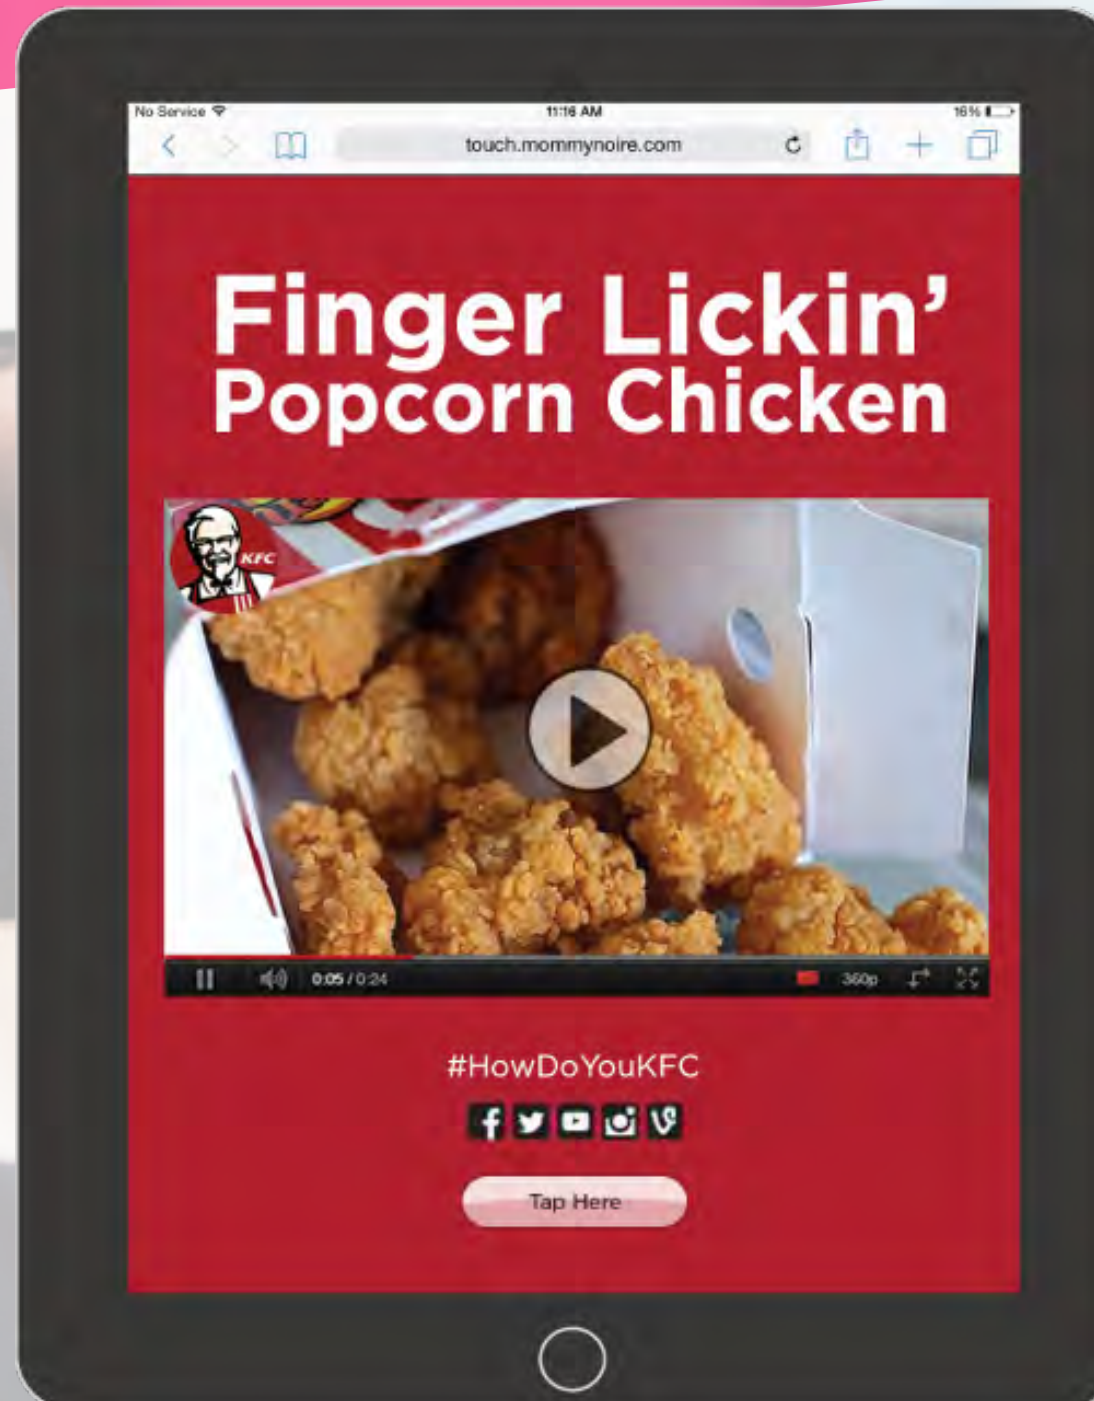 No Service 11:16 AM 16%
touch.mommynoire.com
Finger Lickin’
Popcorn Chicken
KFC
0:05 / 0:24 360p
#HowDoYouKFC
Tap Here